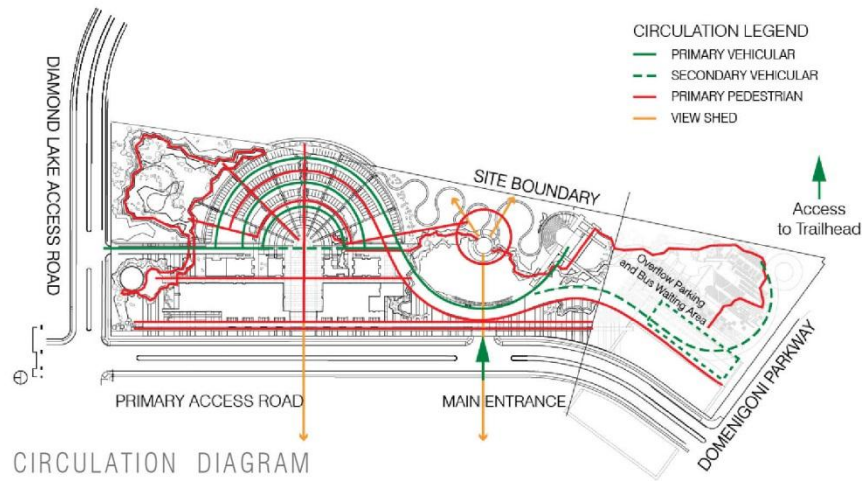 CIRCULATION LEGEND
PRIMARY VEHICULAR
SECONDARY VEHICULAR
PRIMARY PEDESTRIAN
VIEW SHED
DIAMOND LAKE ACCESS ROAD
SITE BOUNDARY
Access
to Trailhead
Overflow Parking
and Bus Waiting Area
DOMENIGONI PARKWAY
PRIMARY ACCESS ROAD
MAIN ENTRANCE
CIRCULATION DIAGRAM